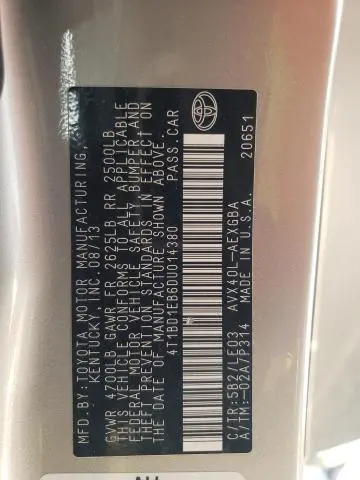 MFD. BY: TOYOTA MOTOR MANUFACTURING,
KENTUCKY, INC. 08/13
GVWR 4700LB GAWR FR 2625LB RR 2500LB
THIS VEHICLE CONFORMS TO ALL APPLICABLE
FEDERAL MOTOR VEHICLE SAFETY, BUMPER AND
THEFT PREVENTION STANDARDS IN EFFECT ON
THE DATE OF MANUFACTURE SHOWN ABOVE.
4T1BD1EB6DU014380 PASS.CAR
C/TR:5B2/LE03 AVX40L-AEXGBA
A/TM:-02A/P314 MADE IN U.S.A.
20651